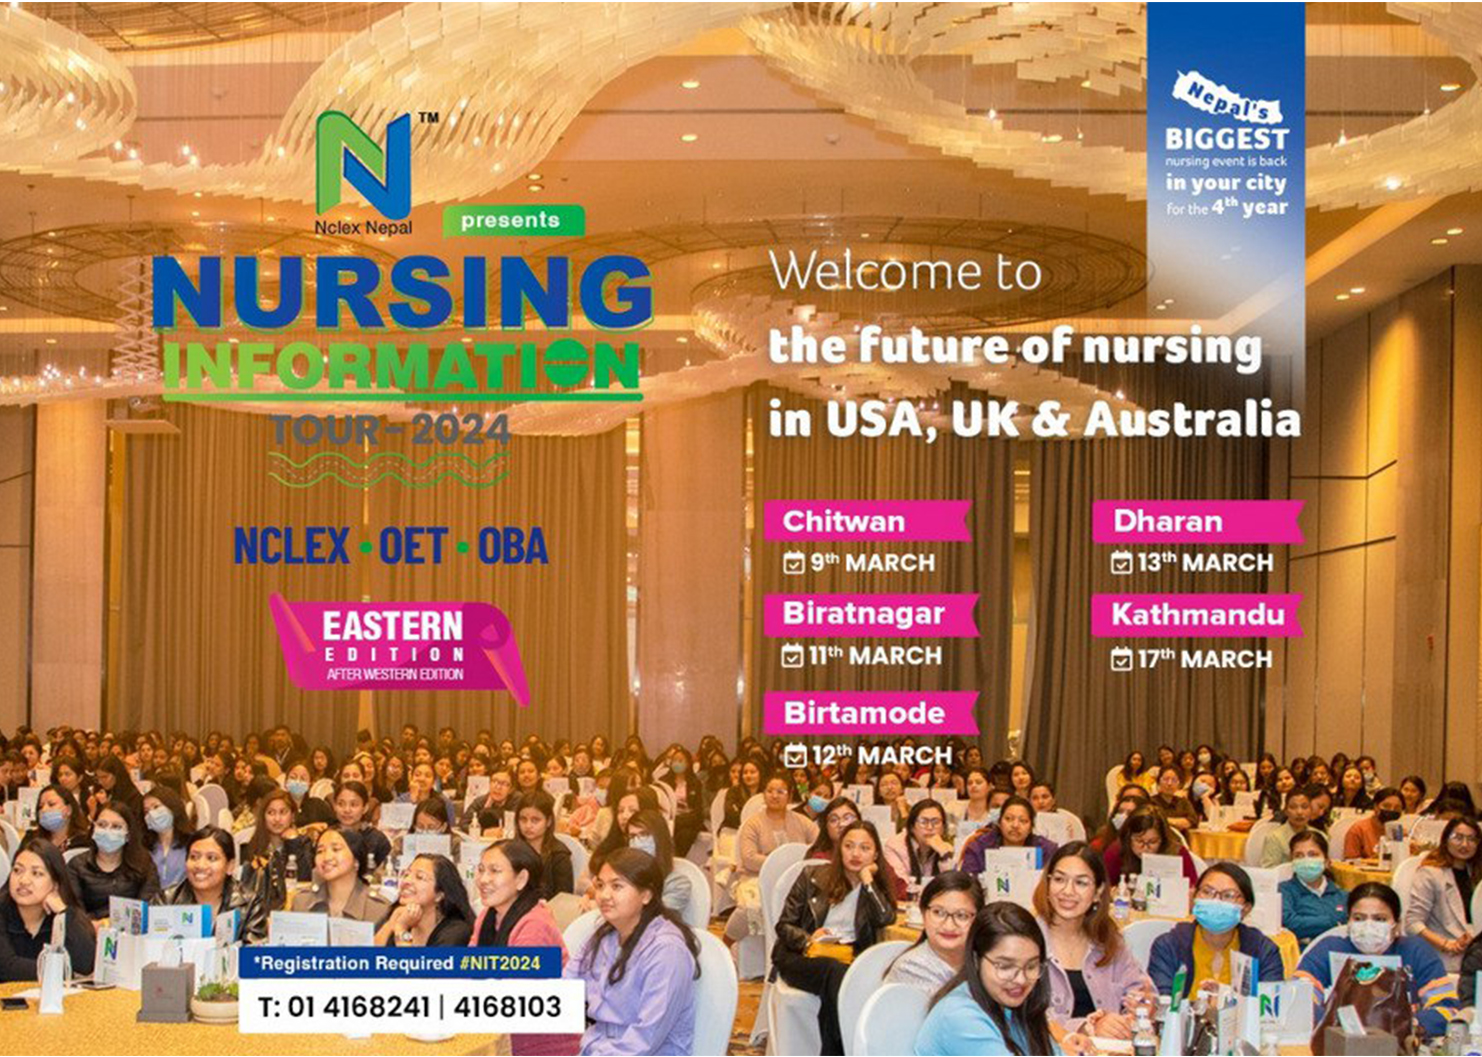 N™
Nclex Nepal
presents
NURSING
INFORMATION
TOUR-2024
NCLEX • OET • OBA
EASTERN
EDITION
AFTER WESTERN EDITION
Nepal's
BIGGEST
nursing event is back
in your city
for the 4th year
Welcome to
the future of nursing
in USA, UK & Australia
Chitwan
9th MARCH
Biratnagar
11th MARCH
Birtamode
12th MARCH
Dharan
13th MARCH
Kathmandu
17th MARCH
*Registration Required #NIT2024
T: 01 4168241 | 4168103